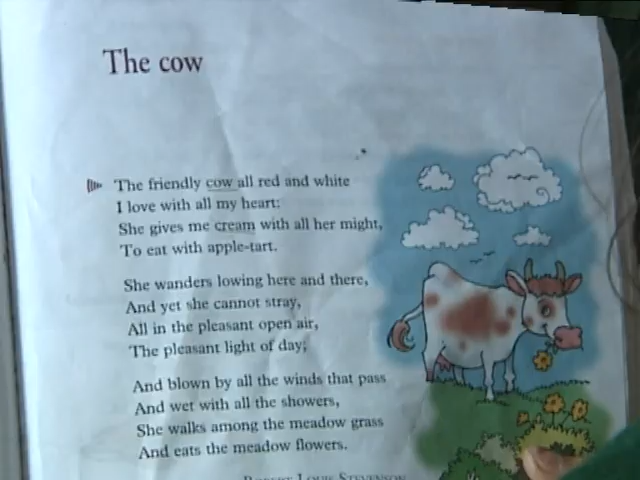 The cow
The friendly cow all red and white
I love with all my heart:
She gives me cream with all her might,
To eat with apple-tart.
She wanders lowing here and there,
And yet she cannot stray,
All in the pleasant open air,
The pleasant light of day;
And blown by all the winds that pass
And wet with all the showers,
She walks among the meadow grass
And eats the meadow flowers.
ROBERT LOUIS STEVENSON